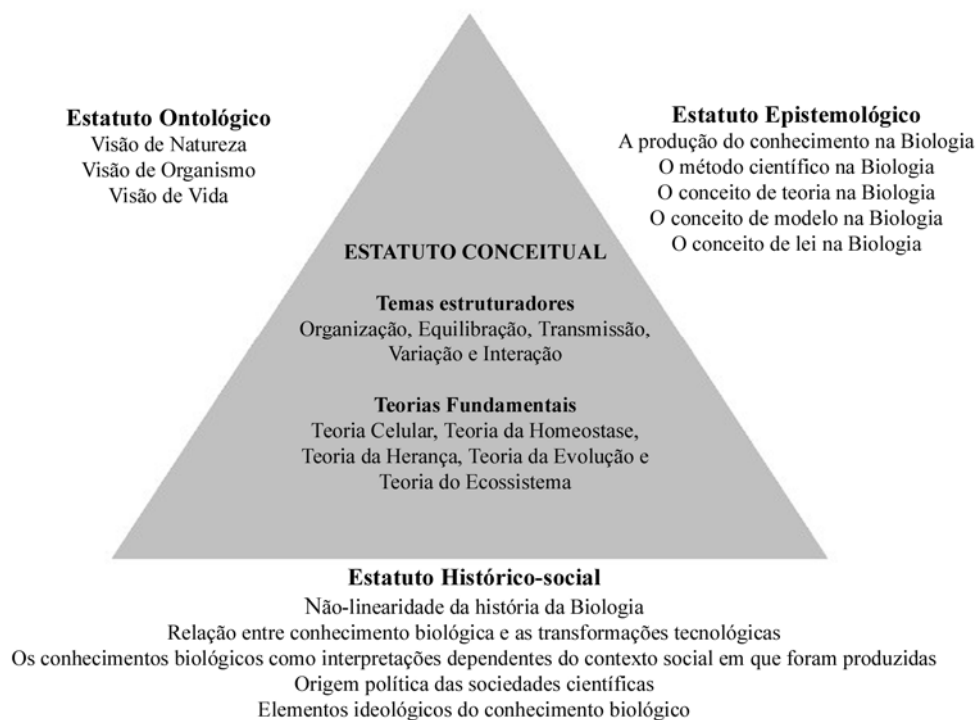 Estatuto Ontológico
Visão de Natureza
Visão de Organismo
Visão de Vida
Estatuto Epistemológico
A produção do conhecimento na Biologia
O método científico na Biologia
O conceito de teoria na Biologia
O conceito de modelo na Biologia
O conceito de lei na Biologia
ESTATUTO CONCEITUAL
Temas estruturadores
Organização, Equilibração, Transmissão,
Variação e Interação
Teorias Fundamentais
Teoria Celular, Teoria da Homeostase,
Teoria da Herança, Teoria da Evolução e
Teoria do Ecossistema
Estatuto Histórico-social
Não-linearidade da história da Biologia
Relação entre conhecimento biológica e as transformações tecnológicas
Os conhecimentos biológicos como interpretações dependentes do contexto social em que foram produzidas
Origem política das sociedades científicas
Elementos ideológicos do conhecimento biológico